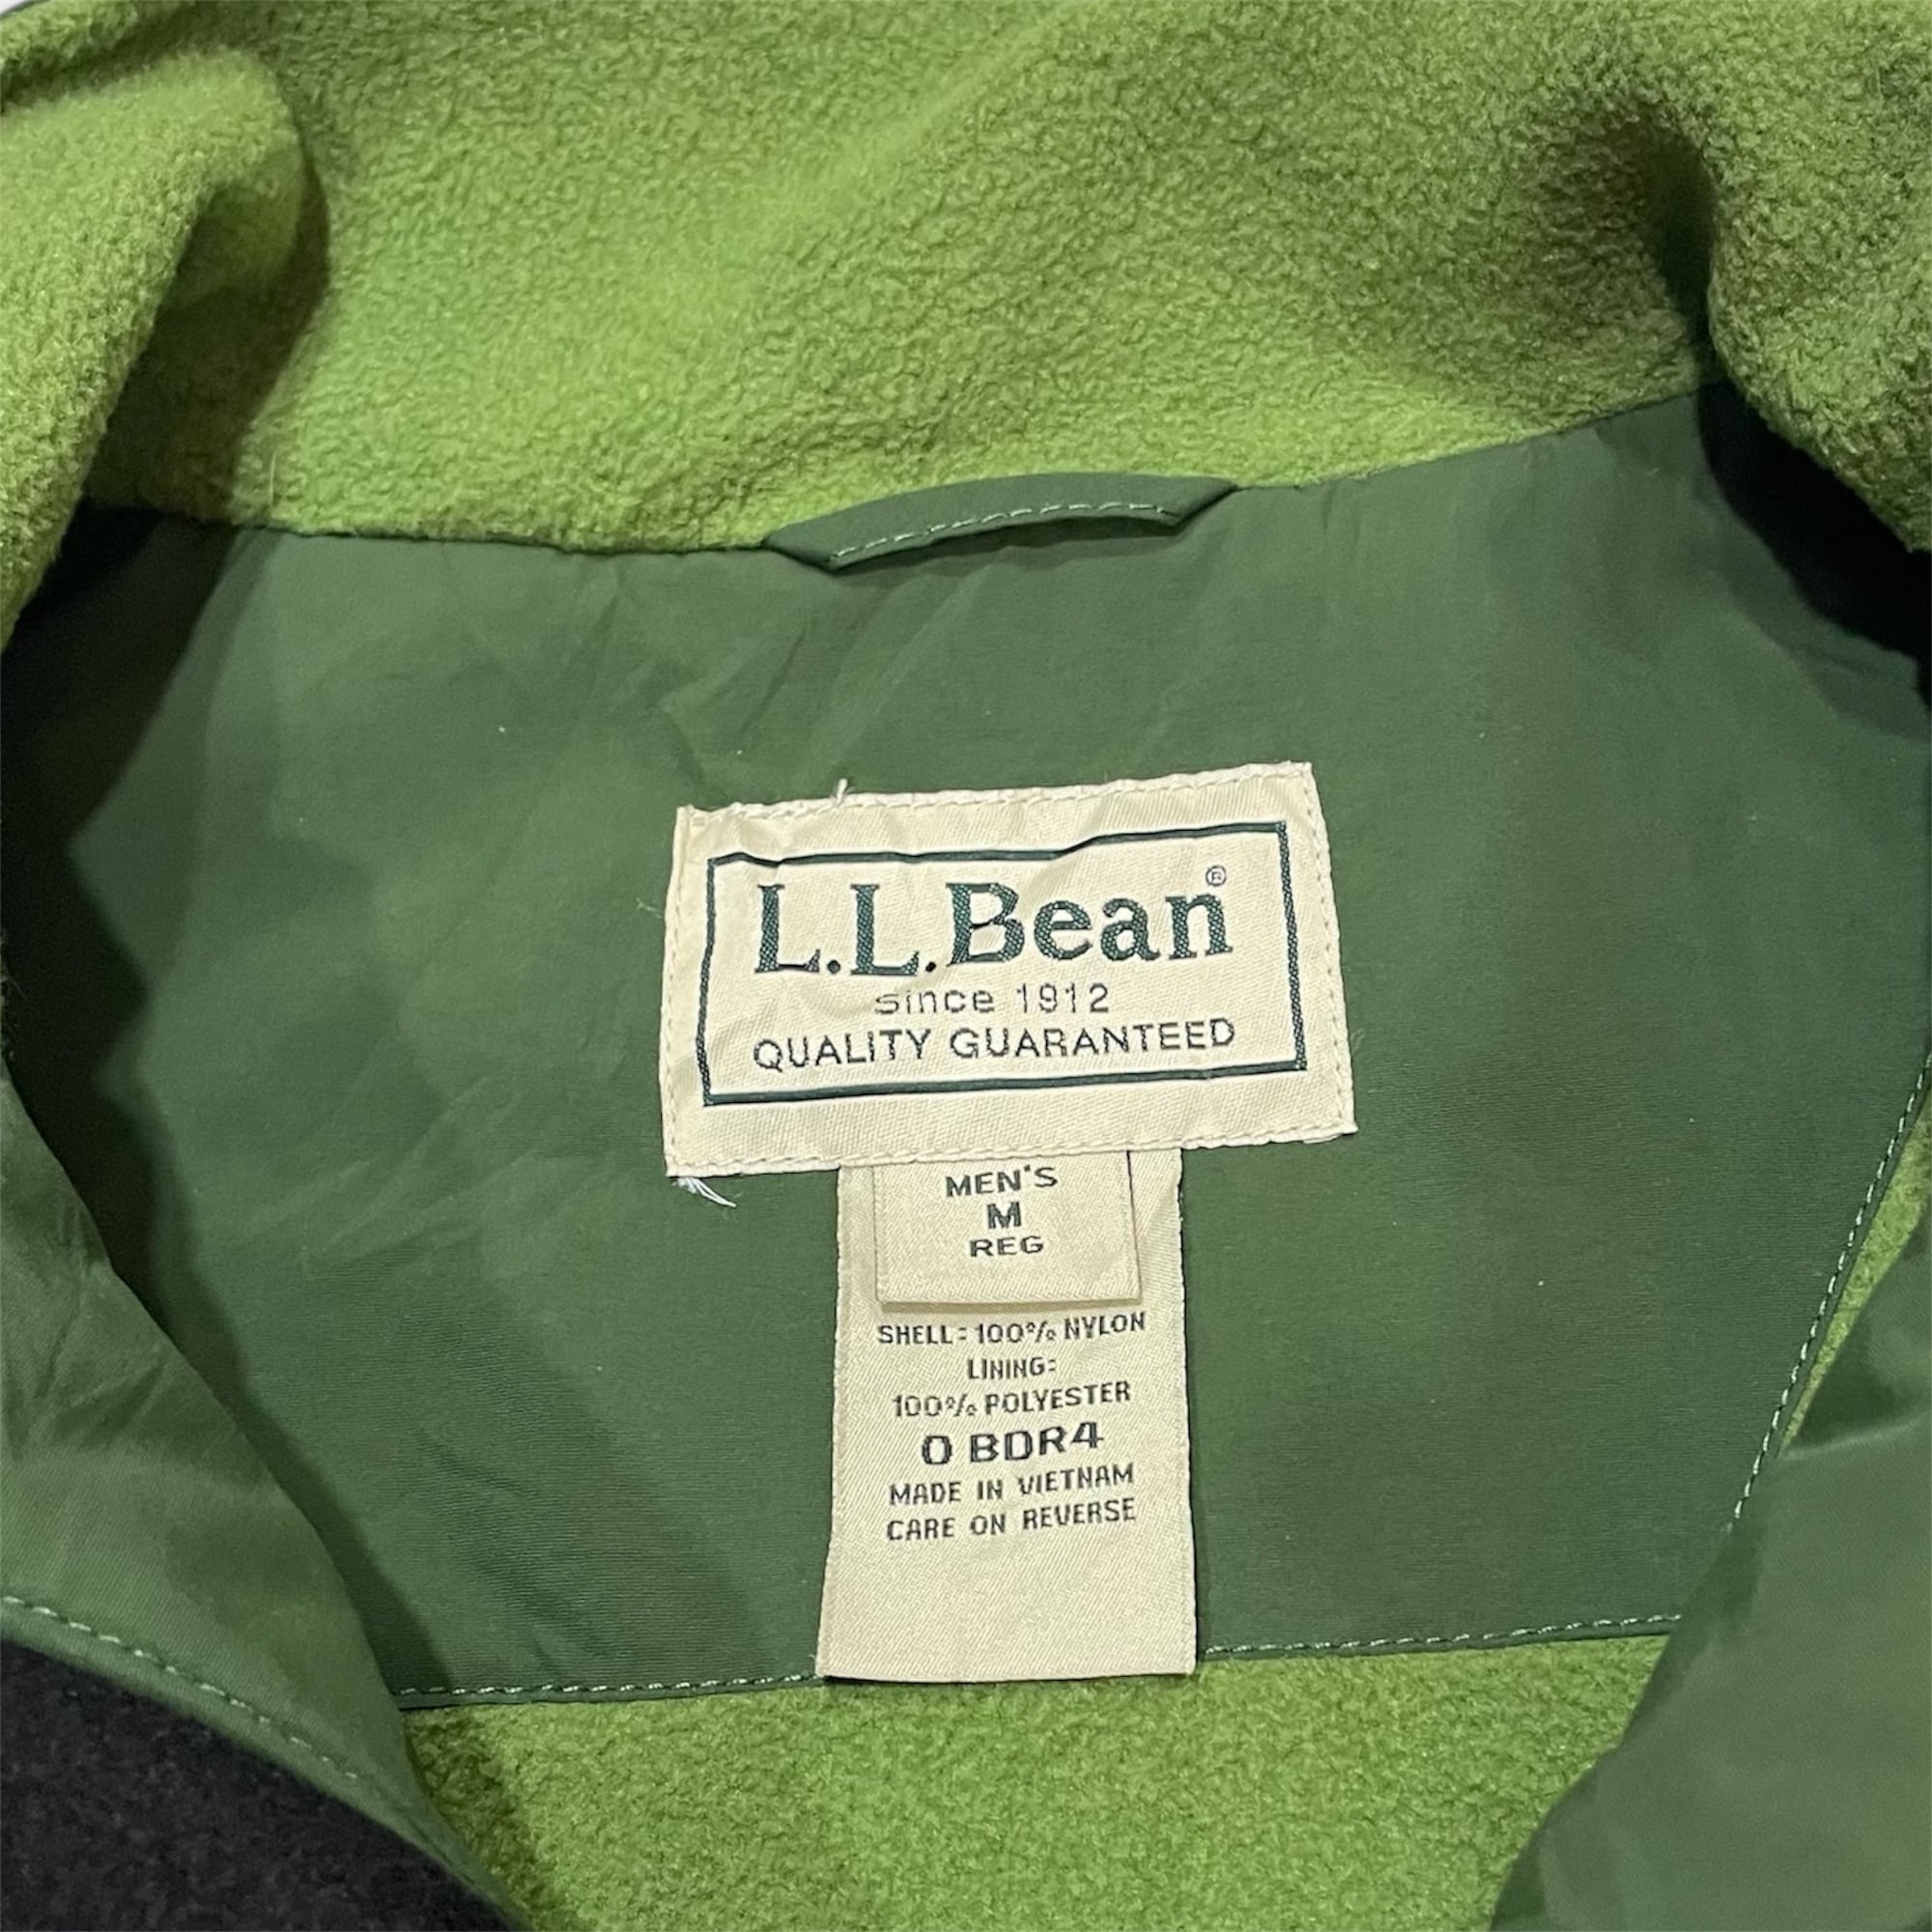 L.L.Bean®
Since 1912
QUALITY GUARANTEED
MEN'S
M
REG
SHELL: 100% NYLON
LINING:
100% POLYESTER
0 BDR4
MADE IN VIETNAM
CARE ON REVERSE